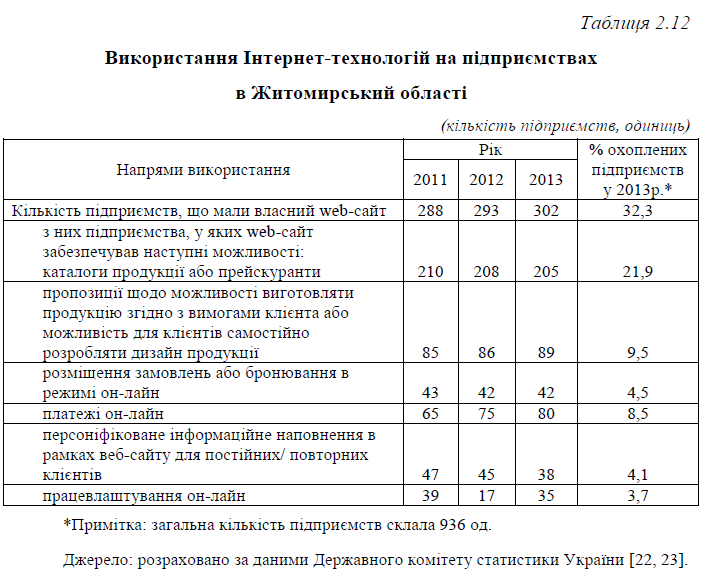 Таблиця 2.12
Використання Інтернет-технологій на підприємствах
в Житомирський області
(кількість підприємств, одиниць)
Напрями використання Рік % охоплених підприємств у 2013р.*
2011 2012 2013
Кількість підприємств, що мали власний web-сайт 288 293 302 32,3
з них підприємства, у яких web-сайт
забезпечував наступні можливості:
каталоги продукції або прейскуранти 210 208 205 21,9
пропозиції щодо можливості виготовляти
продукцію згідно з вимогами клієнта або
можливість для клієнтів самостійно
розробляти дизайн продукції 85 86 89 9,5
розміщення замовлень або бронювання в
режимі он-лайн 43 42 42 4,5
платежі он-лайн 65 75 80 8,5
персоніфіковане інформаційне наповнення в
рамках веб-сайту для постійних/ повторних
клієнтів 47 45 38 4,1
працевлаштування он-лайн 39 17 35 3,7
*Примітка: загальна кількість підприємств склала 936 од.
Джерело: розраховано за даними Державного комітету статистики України [22, 23].